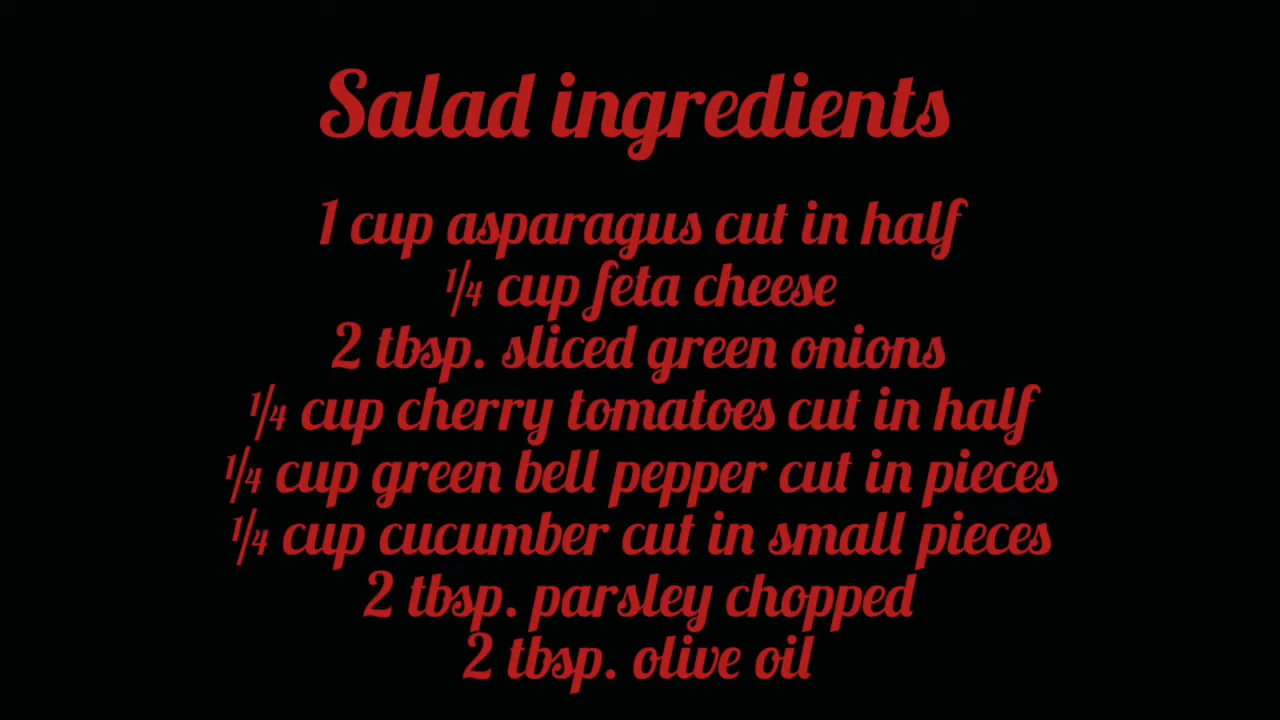 Salad ingredients
1 cup asparagus cut in half
¼ cup feta cheese
2 tbsp. sliced green onions
¼ cup cherry tomatoes cut in half
¼ cup green bell pepper cut in pieces
¼ cup cucumber cut in small pieces
2 tbsp. parsley chopped
2 tbsp. olive oil